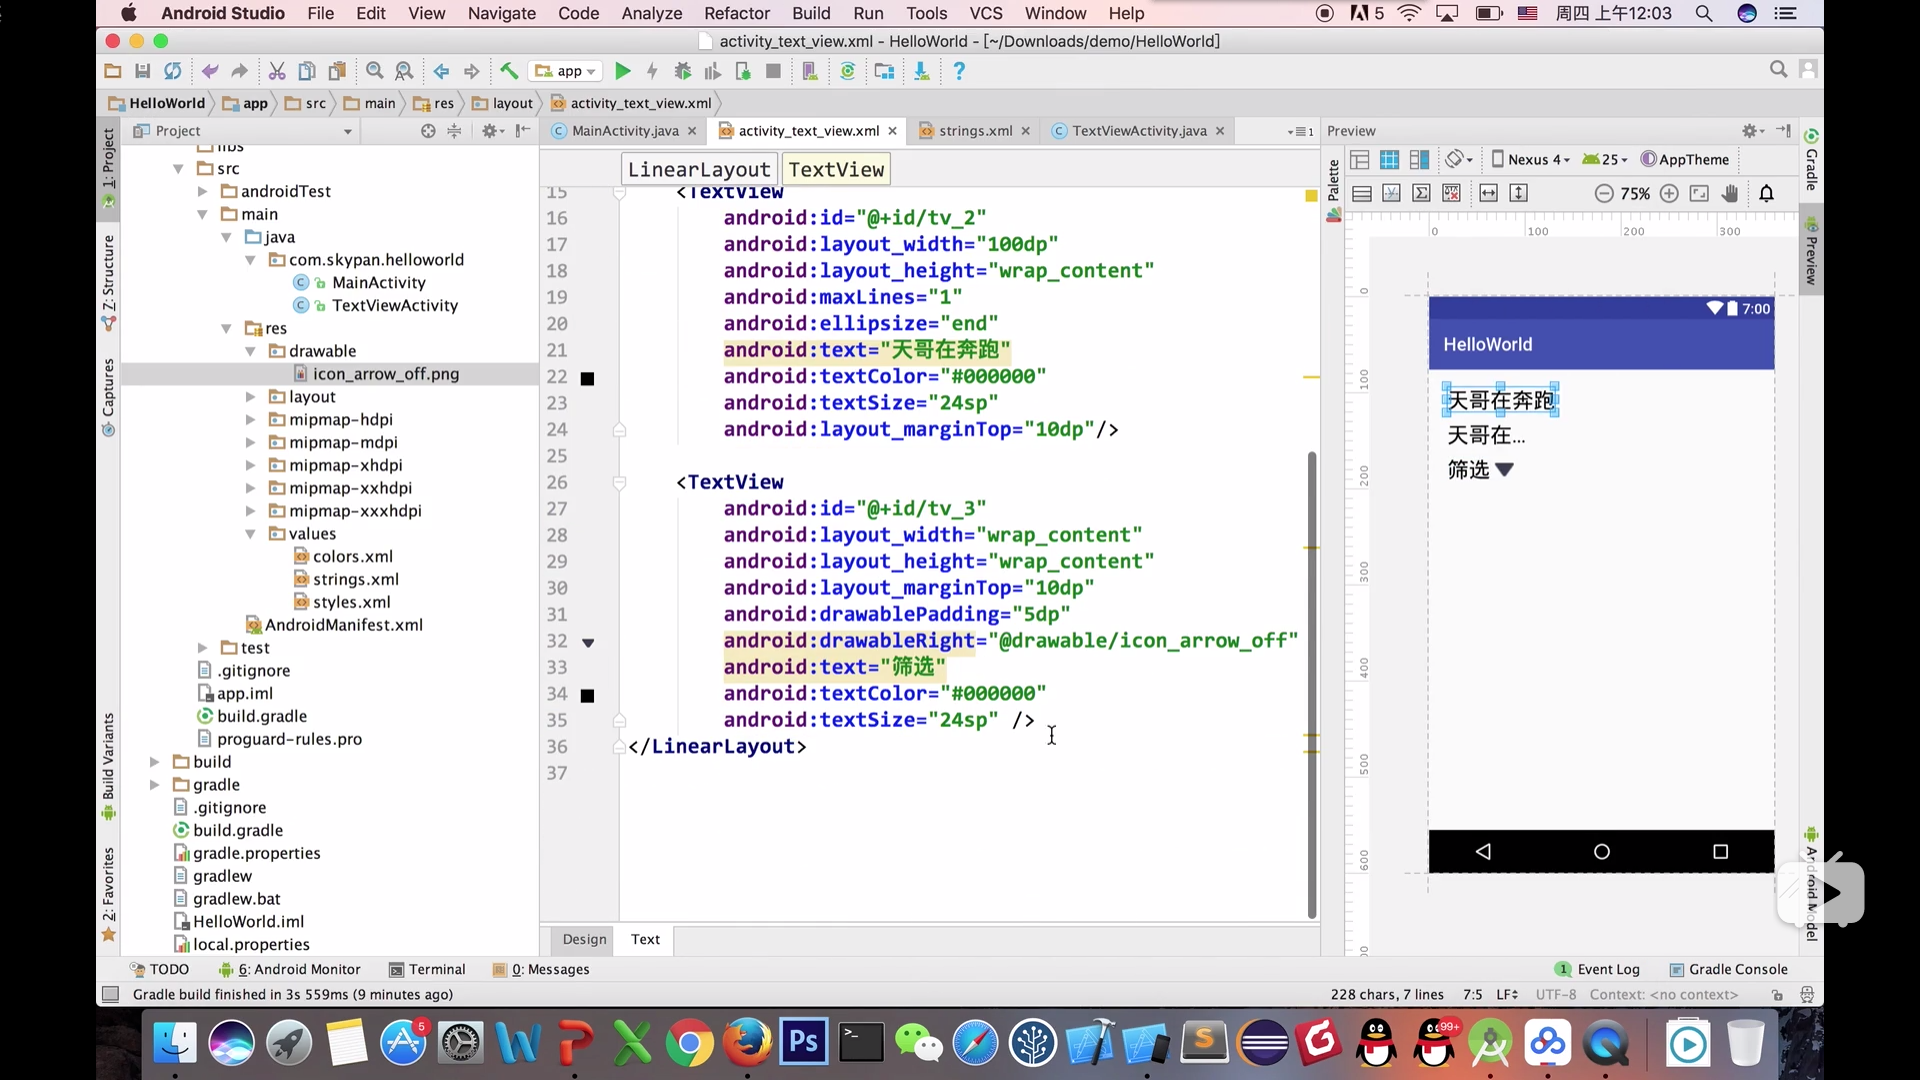 Android Studio File Edit View Navigate Code Analyze Refactor Build Run Tools VCS Window Help 5 周四 上午12:03
activity_text_view.xml - HelloWorld - [~/Downloads/demo/HelloWorld]
app
HelloWorld app src main res layout activity_text_view.xml
Project
MainActivity.java activity_text_view.xml strings.xml TextViewActivity.java 1
Preview
LinearLayout TextView
Nexus 4 25 AppTheme
75%
1: Project
Z: Structure
Captures
Build Variants
2: Favorites
libs
src
androidTest
main
java
com.skypan.helloworld
MainActivity
TextViewActivity
res
drawable
icon_arrow_off.png
layout
mipmap-hdpi
mipmap-mdpi
mipmap-xhdpi
mipmap-xxhdpi
mipmap-xxxhdpi
values
colors.xml
strings.xml
styles.xml
AndroidManifest.xml
test
.gitignore
app.iml
build.gradle
proguard-rules.pro
build
gradle
.gitignore
build.gradle
gradle.properties
gradlew
gradlew.bat
HelloWorld.iml
local.properties
15 <TextView
16 android:id="@+id/tv_2"
17 android:layout_width="100dp"
18 android:layout_height="wrap_content"
19 android:maxLines="1"
20 android:ellipsize="end"
21 android:text="天哥在奔跑"
22 android:textColor="#000000"
23 android:textSize="24sp"
24 android:layout_marginTop="10dp"/>
25
26 <TextView
27 android:id="@+id/tv_3"
28 android:layout_width="wrap_content"
29 android:layout_height="wrap_content"
30 android:layout_marginTop="10dp"
31 android:drawablePadding="5dp"
32 android:drawableRight="@drawable/icon_arrow_off"
33 android:text="筛选"
34 android:textColor="#000000"
35 android:textSize="24sp" />
36 </LinearLayout>
37
Design Text
Palette
0 100 200 300
0
100
200
300
400
500
600
7:00
HelloWorld
天哥在奔跑
天哥在...
筛选
Gradle
Preview
Android Model
TODO 6: Android Monitor Terminal 0: Messages 1 Event Log Gradle Console
Gradle build finished in 3s 559ms (9 minutes ago) 228 chars, 7 lines 7:5 LF UTF-8 Context: <no context>
5
Ps
99+